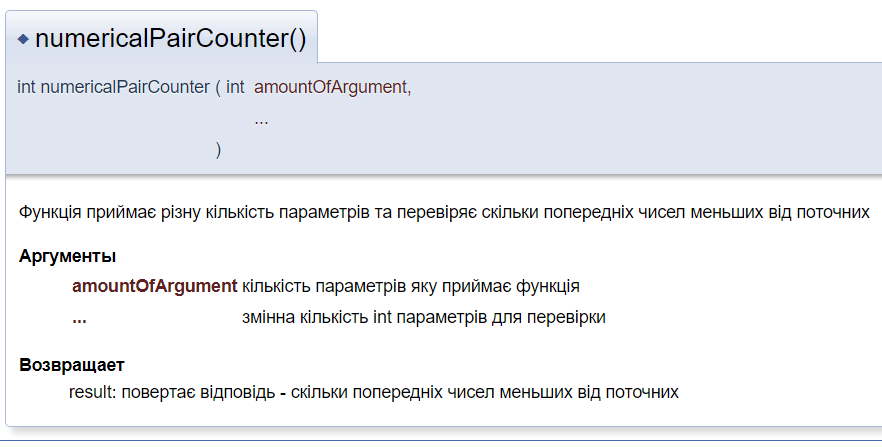 numericalPairCounter()
int numericalPairCounter ( int amountOfArgument,
...
)
Функція приймає різну кількість параметрів та перевіряє скільки попередніх чисел меньших від поточних
Аргументы
amountOfArgument кількість параметрів яку приймає функція
... змінна кількість int параметрів для перевірки
Возвращает
result: повертає відповідь - скільки попередніх чисел меньших від поточних